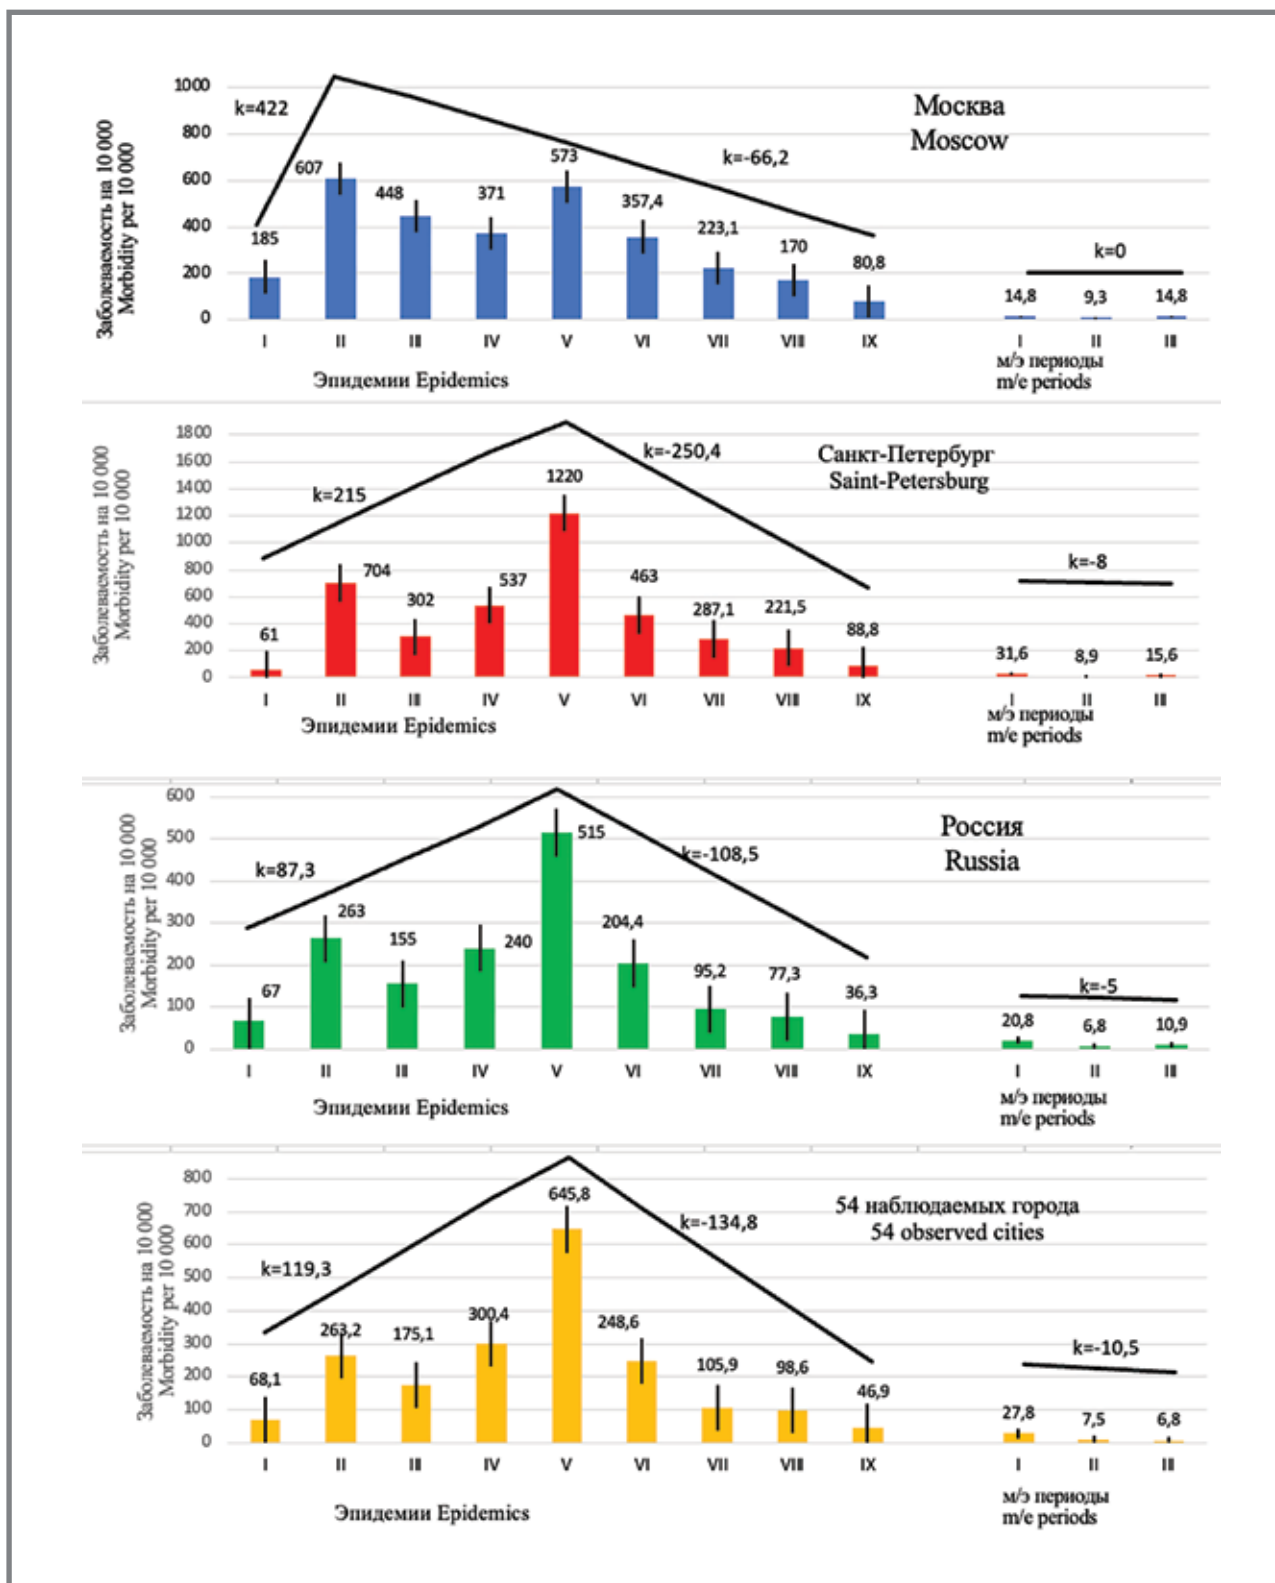 Заболеваемость на 10 000
Morbidity per 10 000
1000
800
600
400
200
0
k=422
185
607
448
371
573
357,4
223,1
170
80,8
k=-66,2
Москва
Moscow
k=0
14,8
9,3
14,8
I II III IV V VI VII VIII IX I II III
Эпидемии Epidemics
м/э периоды
m/e periods
Заболеваемость на 10 000
Morbidity per 10 000
1800
1600
1400
1200
1000
800
600
400
200
0
k=215
61
704
302
537
1220
463
287,1
221,5
88,8
k=-250,4
Санкт-Петербург
Saint-Petersburg
k=-8
31,6
8,9
15,6
I II III IV V VI VII VIII IX I II III
Эпидемии Epidemics
м/э периоды
m/e periods
Заболеваемость на 10 000
Morbidity per 10 000
600
500
400
300
200
100
0
k=87,3
67
263
155
240
515
204,4
95,2
77,3
36,3
k=-108,5
Россия
Russia
k=-5
20,8
6,8
10,9
I II III IV V VI VII VIII IX I II III
Эпидемии Epidemics
м/э периоды
m/e periods
Заболеваемость на 10 000
Morbidity per 10 000
800
700
600
500
400
300
200
100
0
k=119,3
68,1
263,2
175,1
300,4
645,8
248,6
105,9
98,6
46,9
k=-134,8
54 наблюдаемых города
54 observed cities
k=-10,5
27,8
7,5
6,8
I II III IV V VI VII VIII IX I II III
Эпидемии Epidemics
м/э периоды
m/e periods